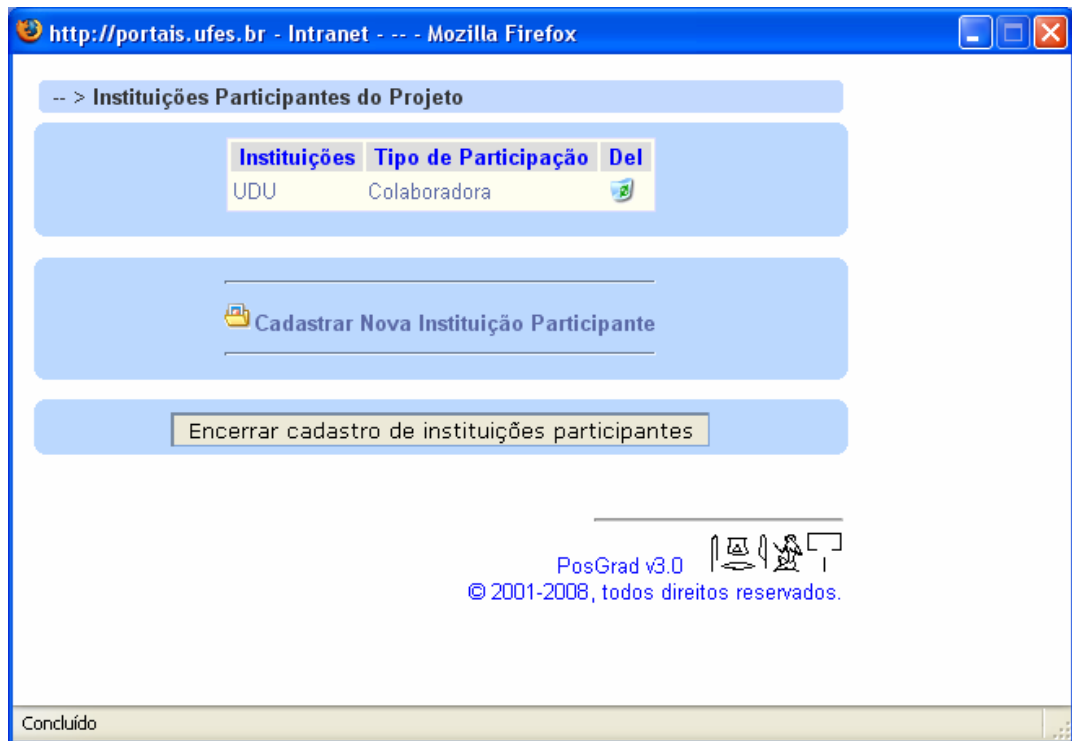 http://portais.ufes.br - Intranet - -- - Mozilla Firefox
-- > Instituições Participantes do Projeto
Instituições Tipo de Participação Del
UDU Colaboradora
Cadastrar Nova Instituição Participante
Encerrar cadastro de instituições participantes
PosGrad v3.0
© 2001-2008, todos direitos reservados.
Concluído